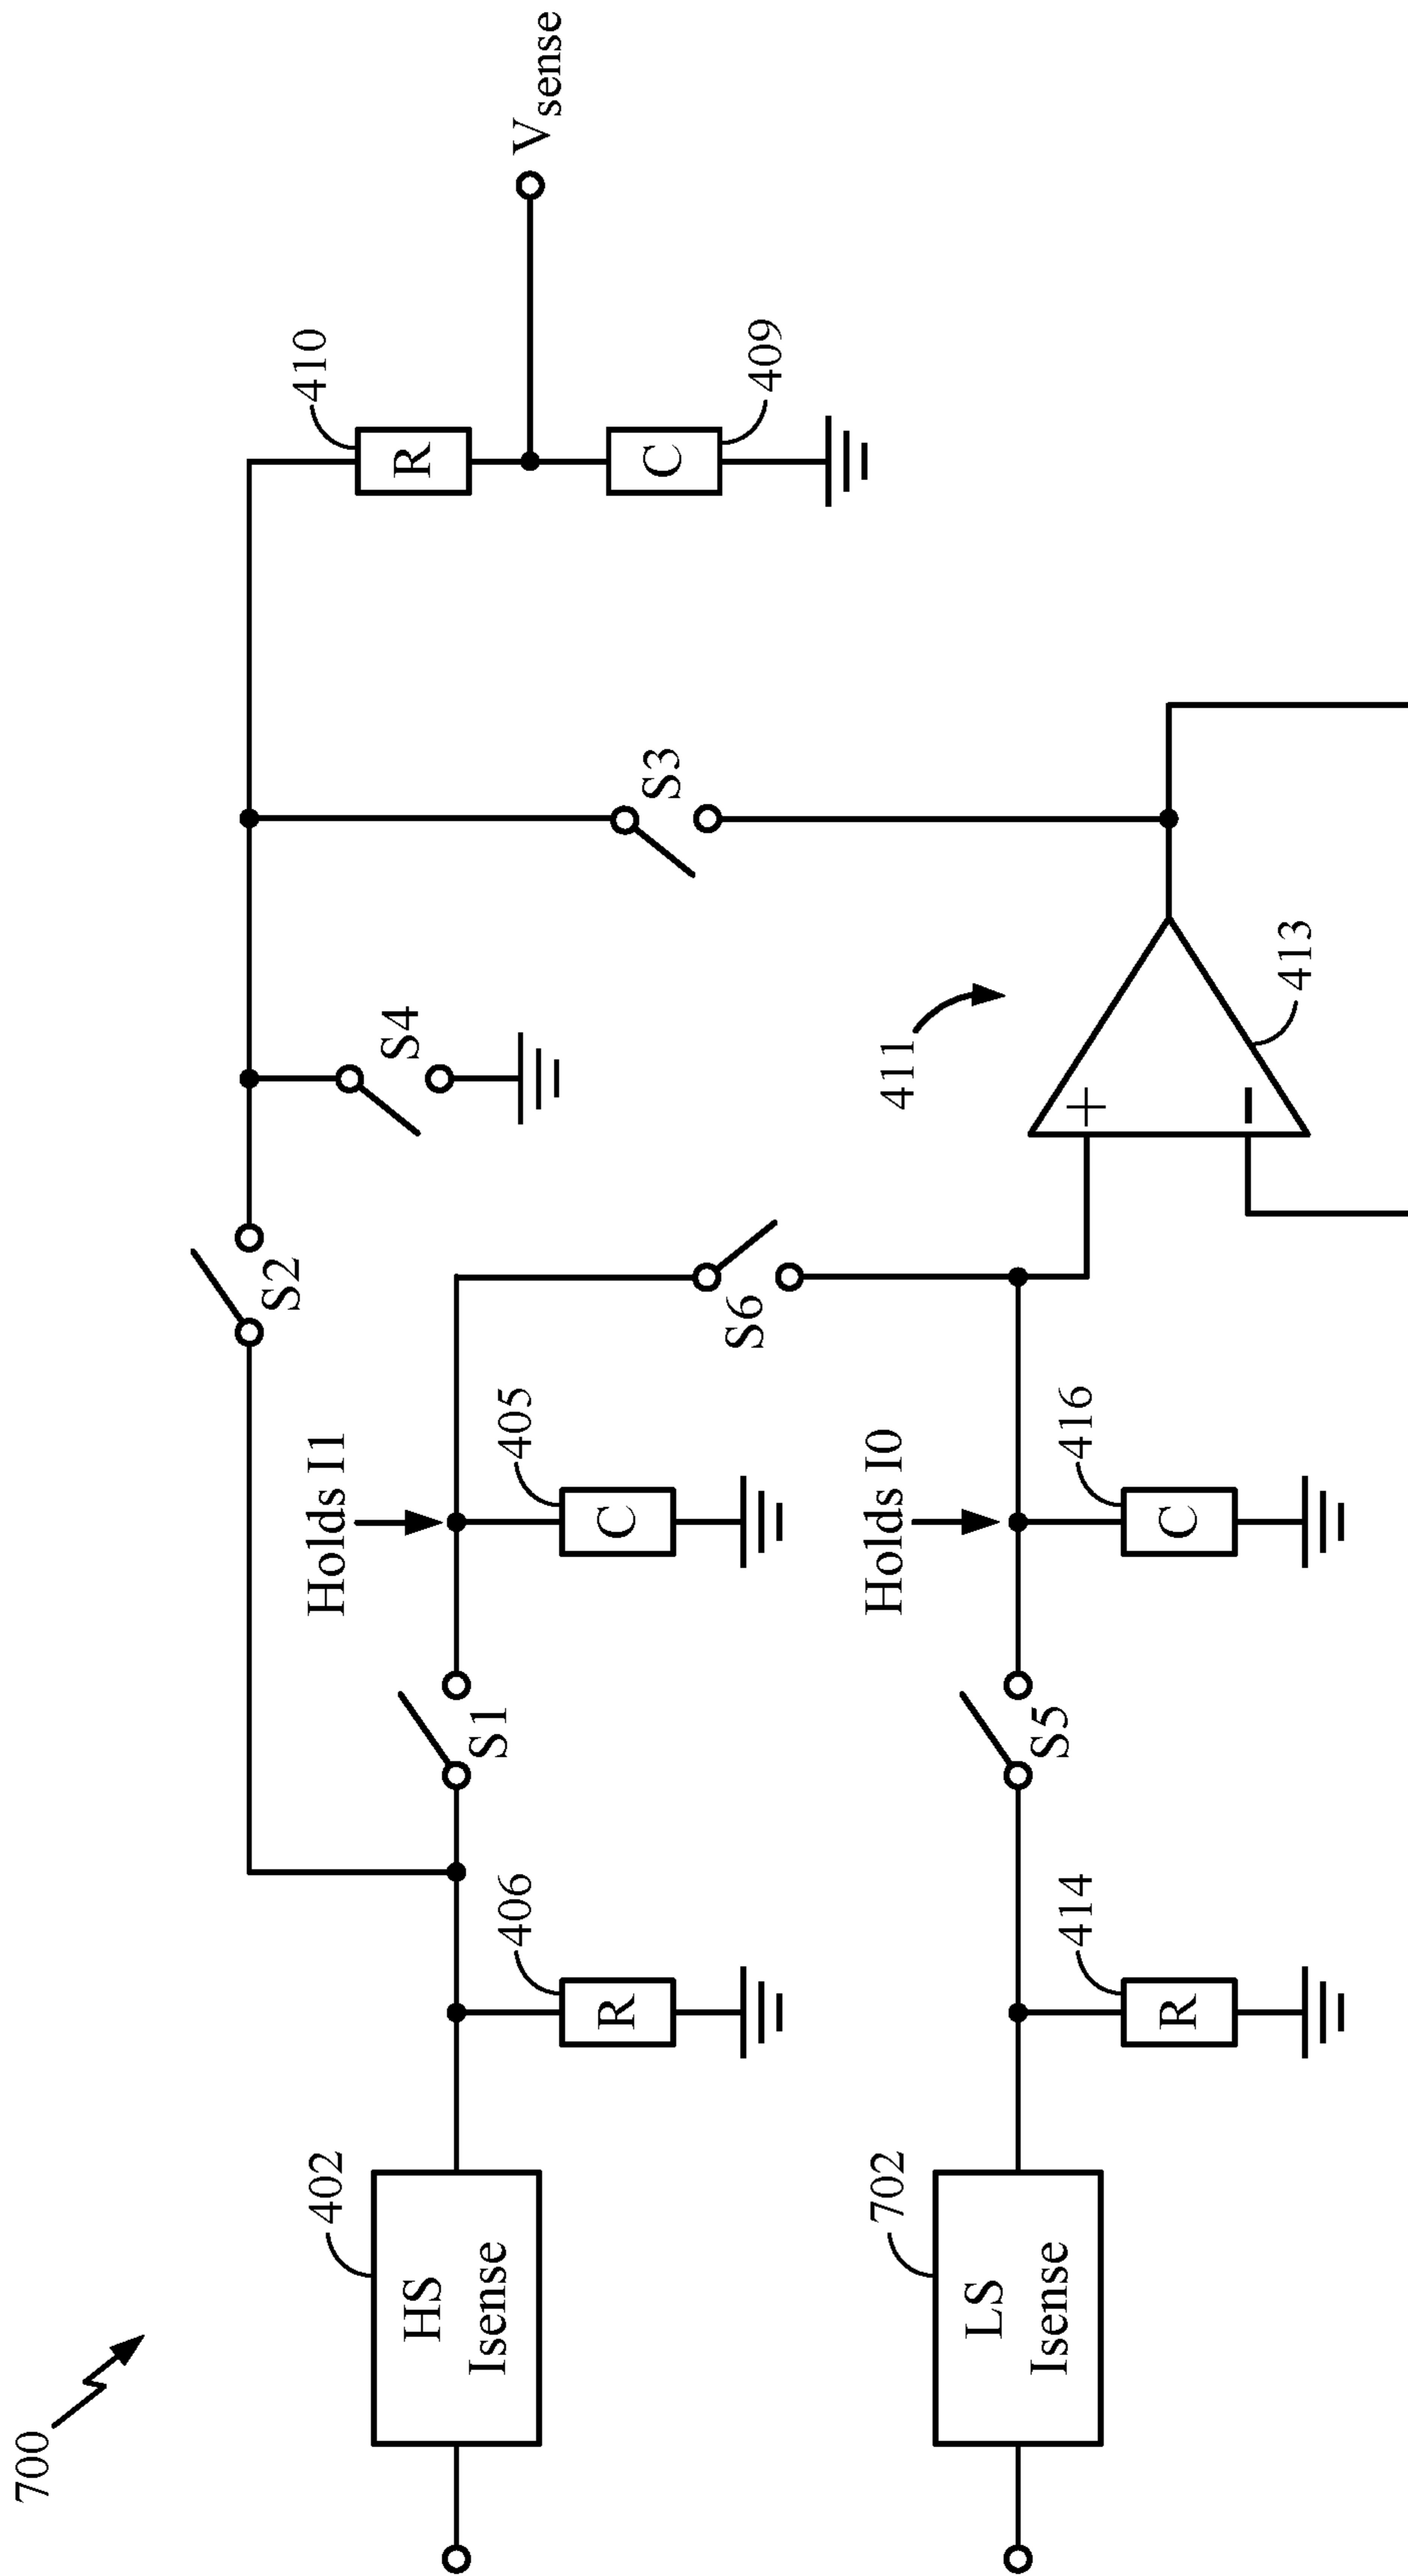 700
402
HS
Isense
406
R
S1
Holds I1
405
C
S2
S4
S6
S3
410
R
V sense
C
409
702
LS
Isense
414
R
S5
Holds I0
416
C
411
+
−
413